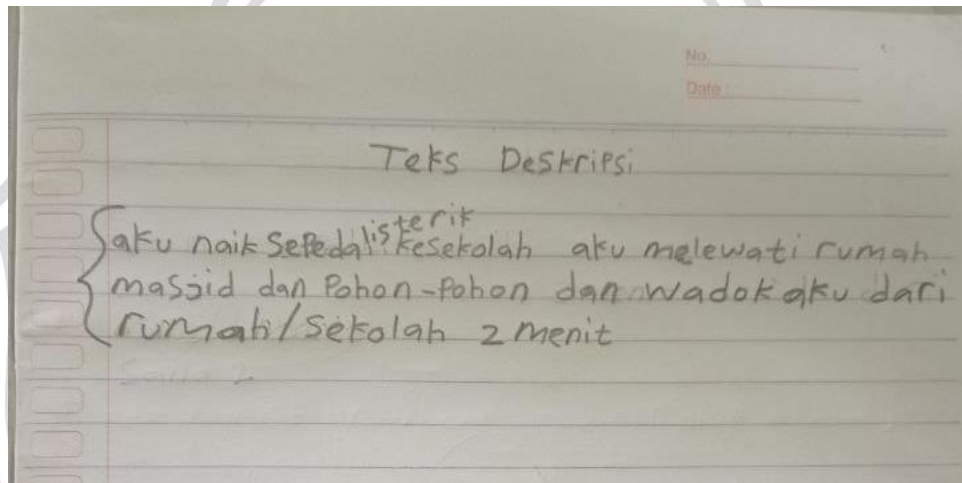 No.
Date :
Teks Deskripsi
aku naik sepeda listerik kesekolah aku melewati rumah
masjid dan Pohon-Pohon dan wadok aku dari
rumah/sekolah 2 menit